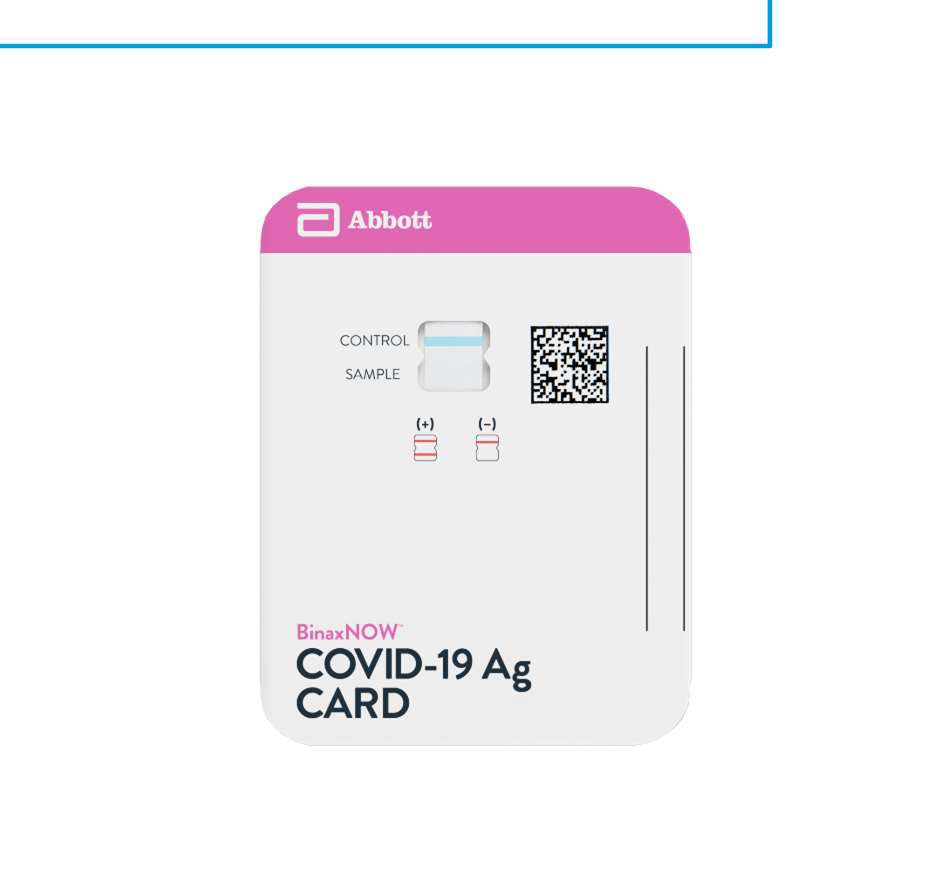 Abbott
CONTROL
SAMPLE
(+) (−)
BinaxNOW™
COVID-19 Ag
CARD